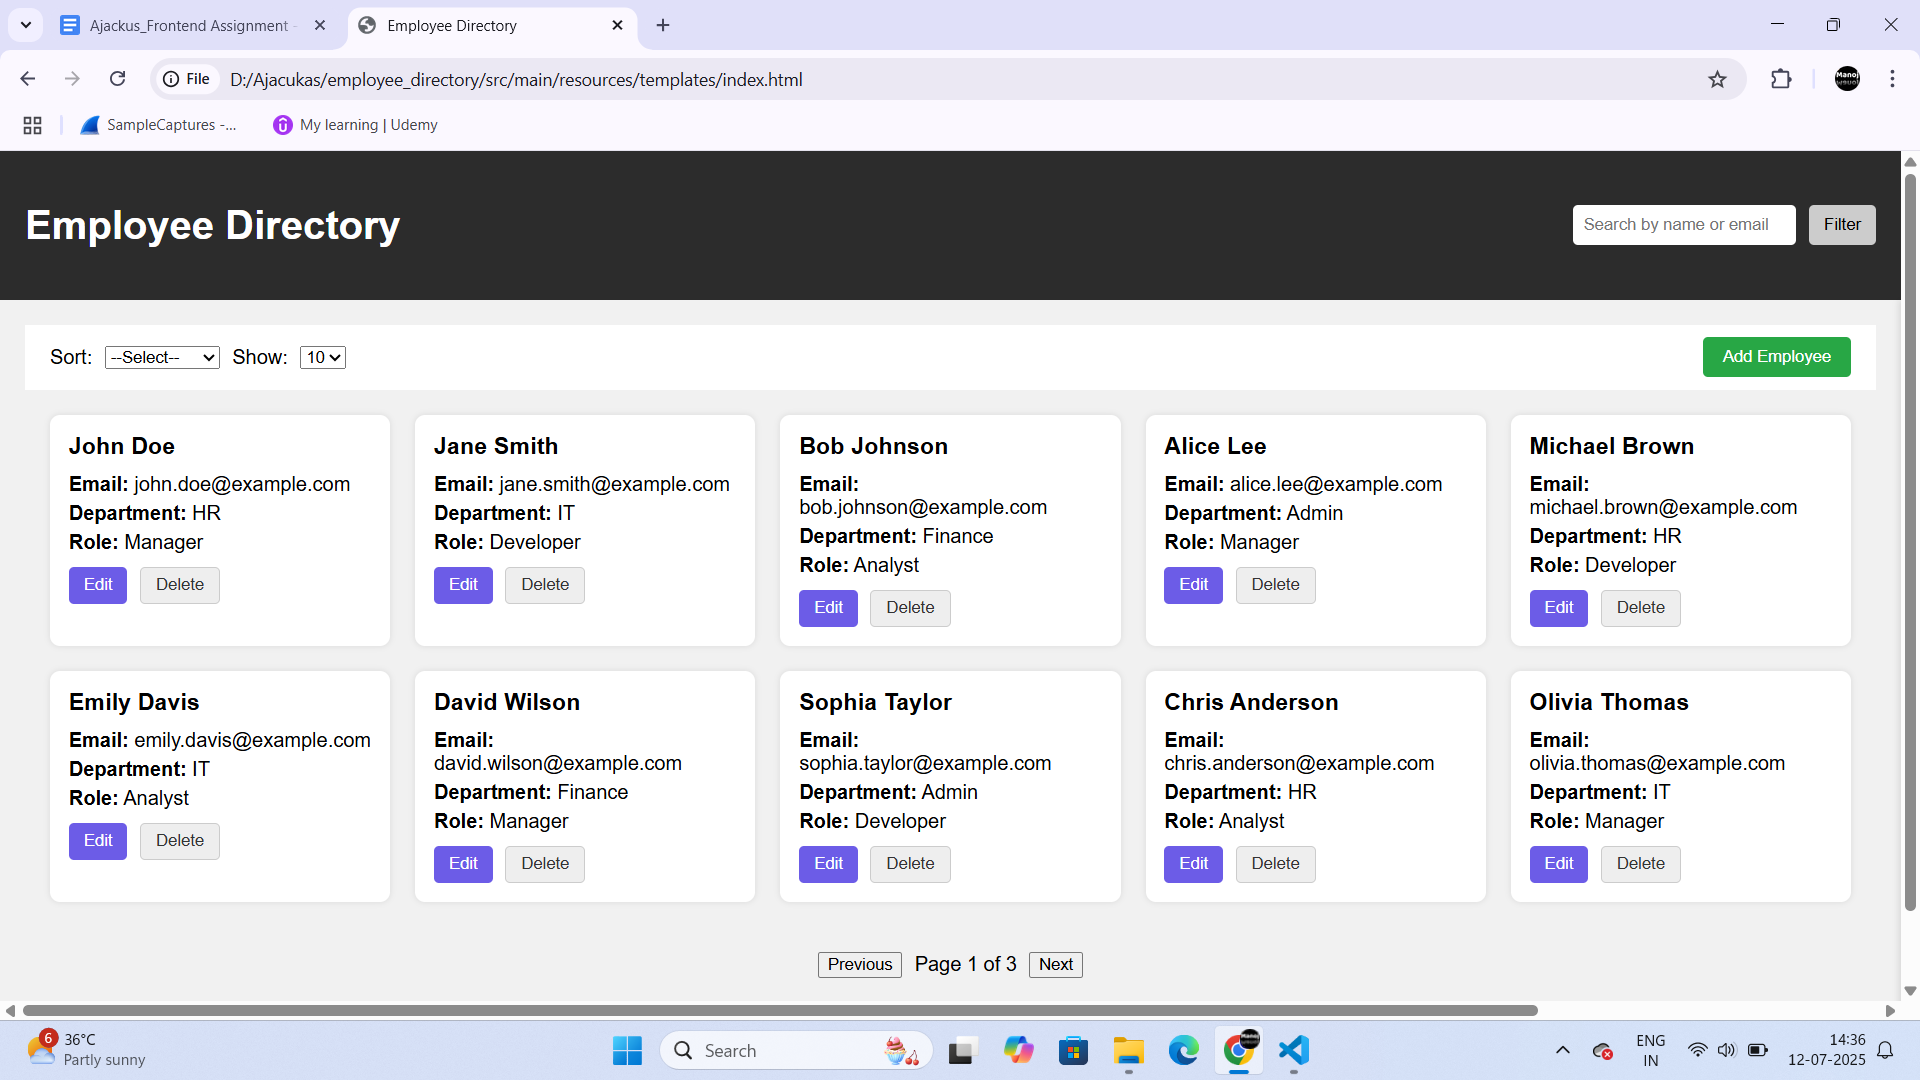 Ajackus_Frontend Assignment -
Employee Directory
File
D:/Ajacukas/employee_directory/src/main/resources/templates/index.html
SampleCaptures -...
My learning | Udemy
Employee Directory
Search by name or email
Filter
Sort: --Select-- Show: 10
Add Employee
John Doe
Email: john.doe@example.com
Department: HR
Role: Manager
Edit Delete
Jane Smith
Email: jane.smith@example.com
Department: IT
Role: Developer
Edit Delete
Bob Johnson
Email:
bob.johnson@example.com
Department: Finance
Role: Analyst
Edit Delete
Alice Lee
Email: alice.lee@example.com
Department: Admin
Role: Manager
Edit Delete
Michael Brown
Email:
michael.brown@example.com
Department: HR
Role: Developer
Edit Delete
Emily Davis
Email: emily.davis@example.com
Department: IT
Role: Analyst
Edit Delete
David Wilson
Email:
david.wilson@example.com
Department: Finance
Role: Manager
Edit Delete
Sophia Taylor
Email:
sophia.taylor@example.com
Department: Admin
Role: Developer
Edit Delete
Chris Anderson
Email:
chris.anderson@example.com
Department: HR
Role: Analyst
Edit Delete
Olivia Thomas
Email:
olivia.thomas@example.com
Department: IT
Role: Manager
Edit Delete
Previous Page 1 of 3 Next
6
36°C
Partly sunny
Search
ENG
IN
14:36
12-07-2025